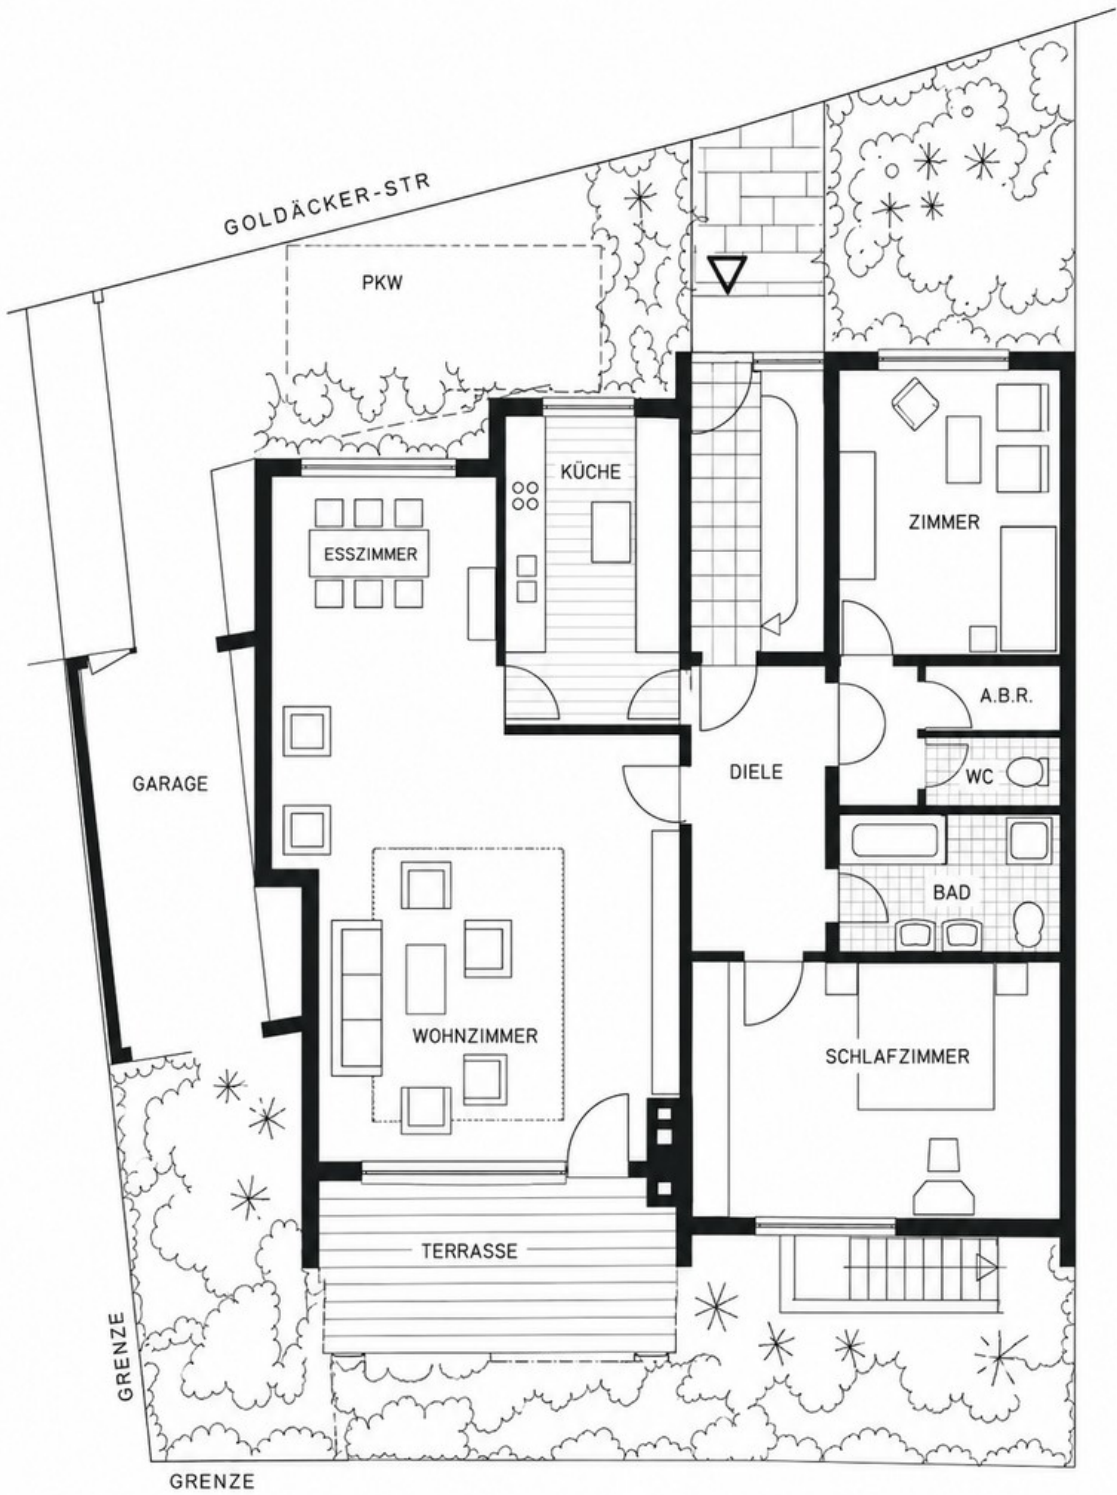 GOLDÄCKER-STR
PKW
KÜCHE
ESSZIMMER
ZIMMER
A.B.R.
GARAGE
DIELE
WC
BAD
WOHNZIMMER
SCHLAFZIMMER
TERRASSE
GRENZE
GRENZE